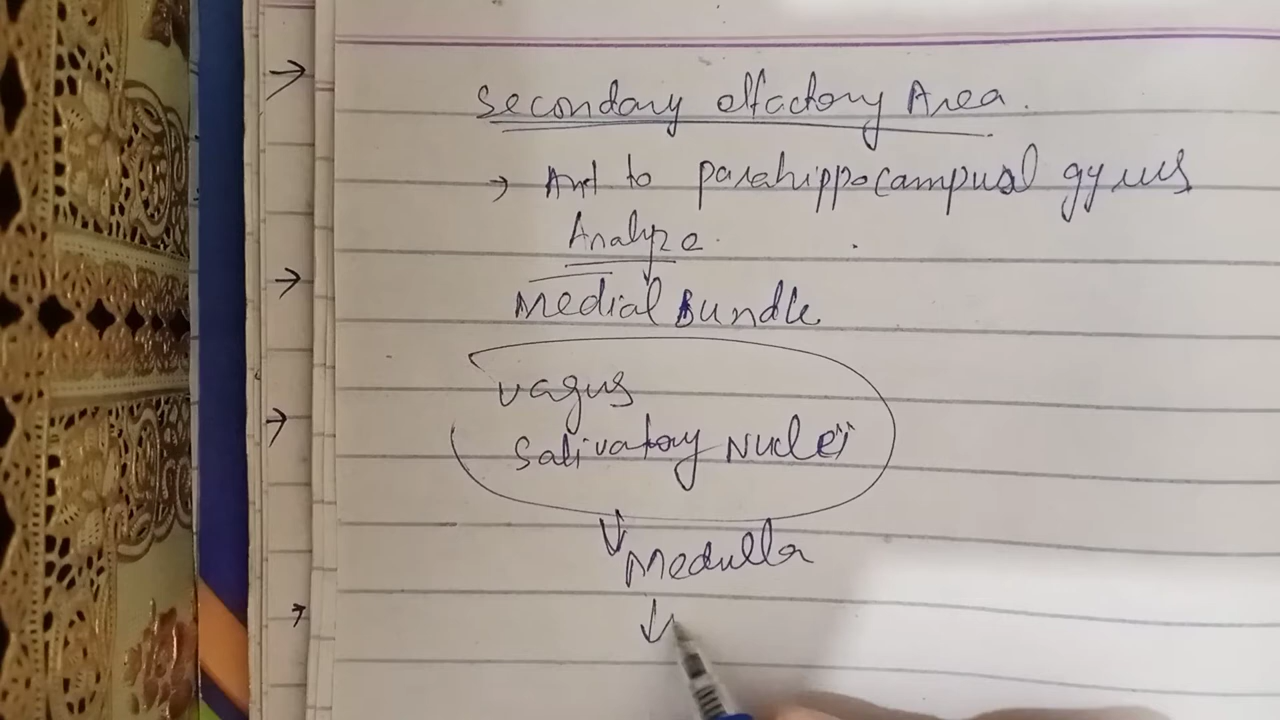 Secondary olfactory Area.
→ Ant to parahippocampual gyrus
Analyze.
Medial Bundle
vagus
Salivatory Nuclei
↓ Medulla
↓